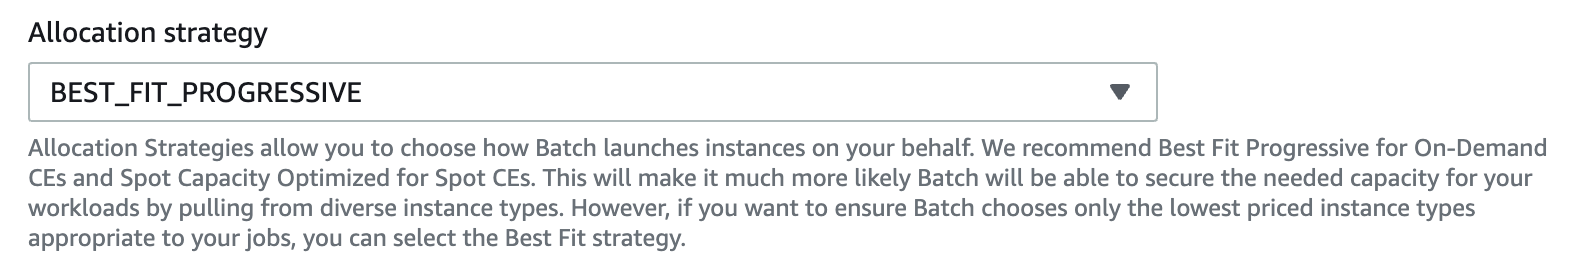 Allocation strategy
BEST_FIT_PROGRESSIVE
Allocation Strategies allow you to choose how Batch launches instances on your behalf. We recommend Best Fit Progressive for On-Demand
CEs and Spot Capacity Optimized for Spot CEs. This will make it much more likely Batch will be able to secure the needed capacity for your
workloads by pulling from diverse instance types. However, if you want to ensure Batch chooses only the lowest priced instance types
appropriate to your jobs, you can select the Best Fit strategy.